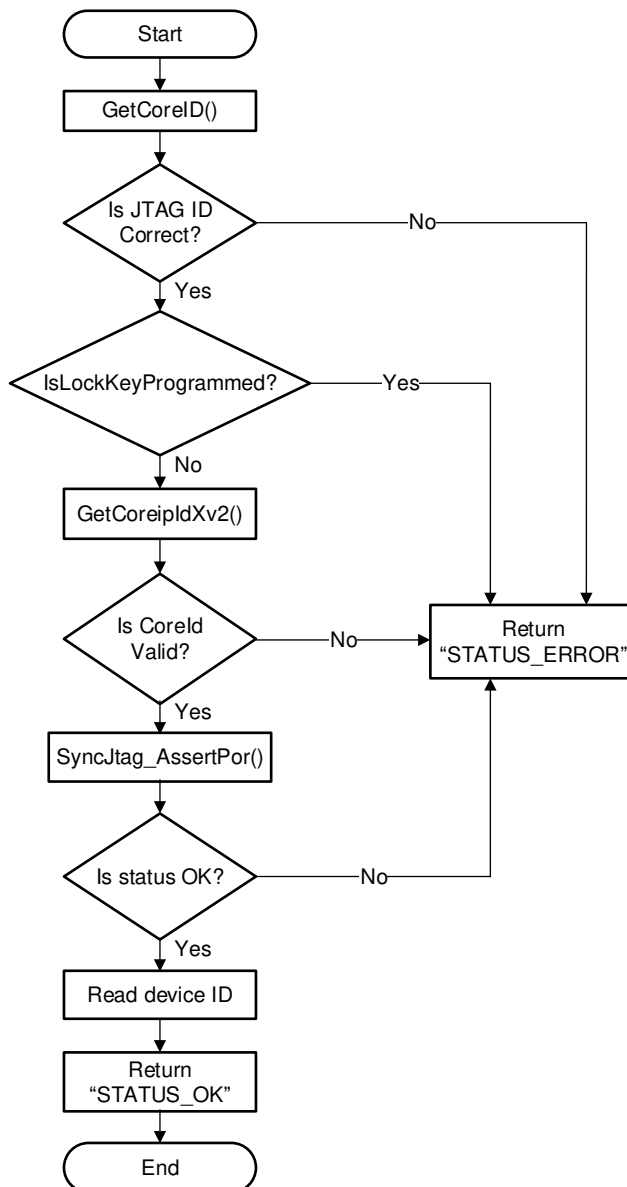 Start
GetCoreID()
Is JTAG ID
Correct?
No
Yes
IsLockKeyProgrammed?
Yes
No
GetCoreipIdXv2()
Is CoreId
Valid?
No
Return
“STATUS_ERROR”
Yes
SyncJtag_AssertPor()
Is status OK?
No
Yes
Read device ID
Return
“STATUS_OK”
End